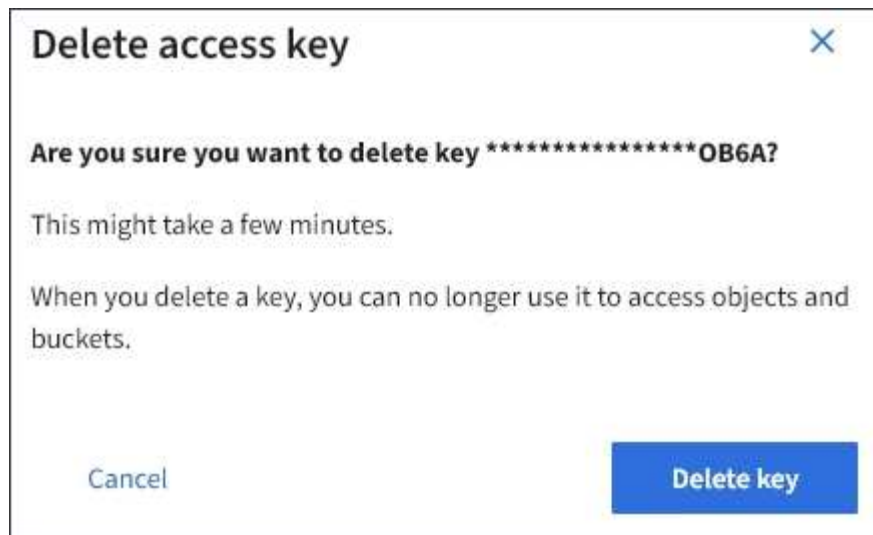 Delete access key
Are you sure you want to delete key ****************OB6A?
This might take a few minutes.
When you delete a key, you can no longer use it to access objects and
buckets.
Cancel
Delete key